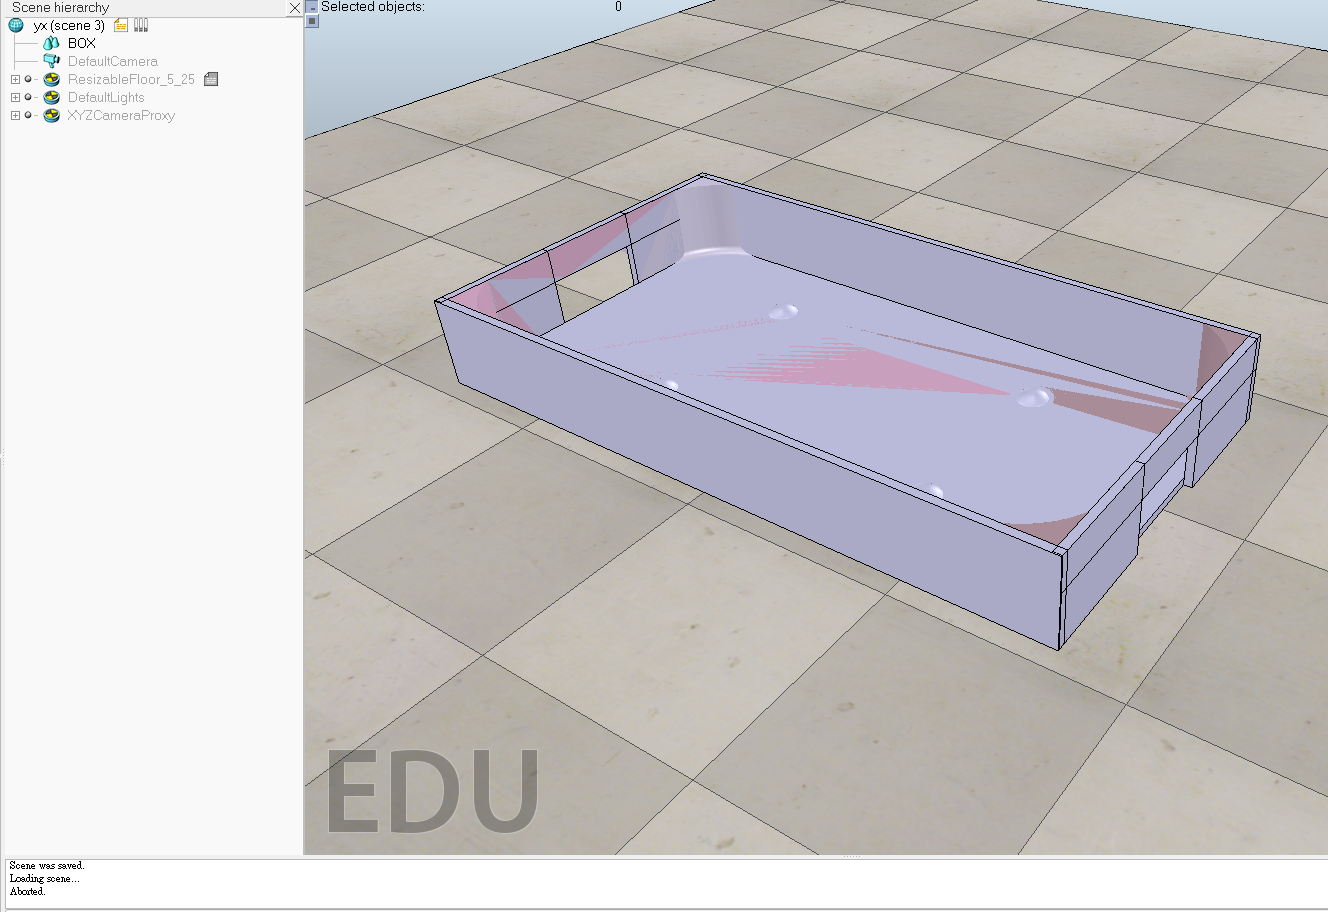 Scene hierarchy
Selected objects: 0
yx (scene 3)
BOX
DefaultCamera
ResizableFloor_5_25
DefaultLights
XYZCameraProxy
EDU
Scene was saved.
Loading scene...
Aborted.